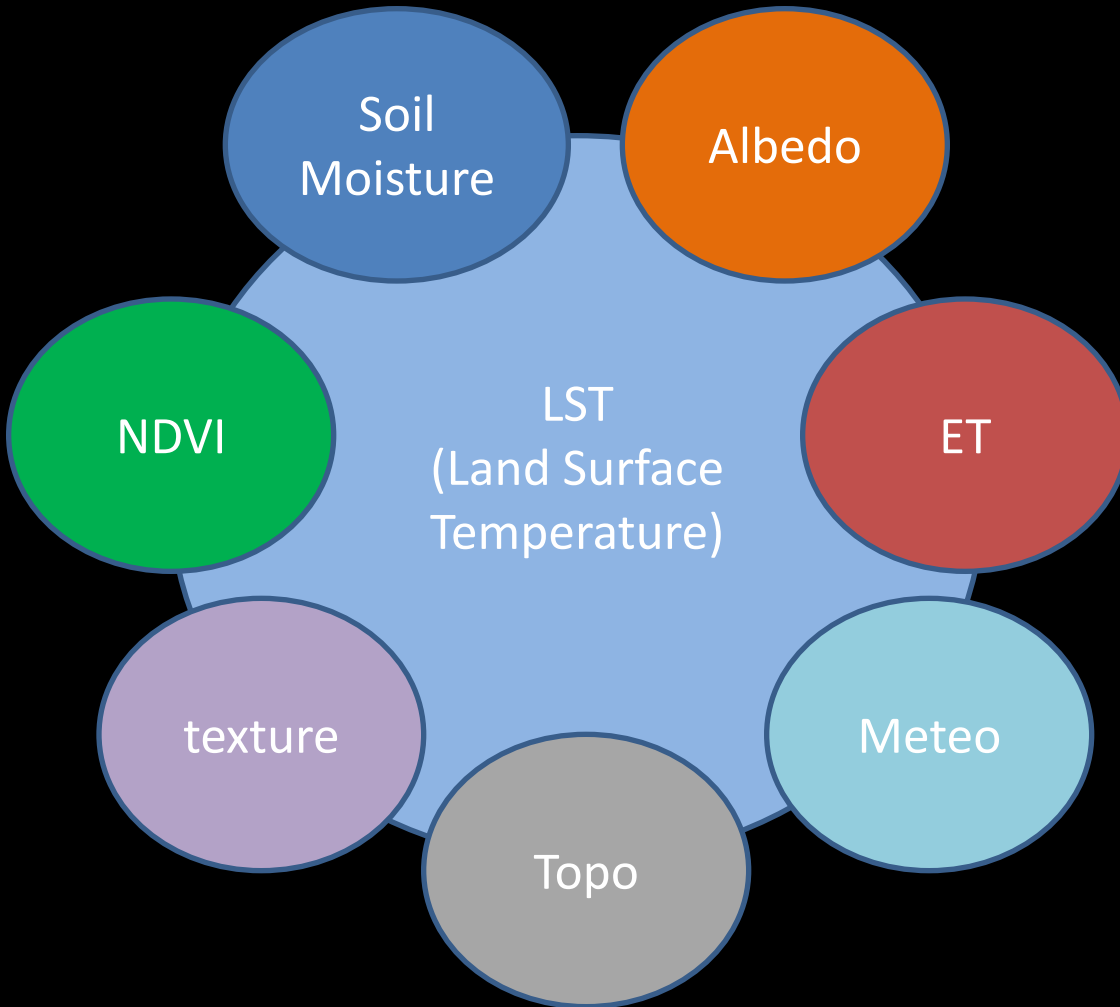 Soil
Moisture
Albedo
NDVI
LST
(Land Surface
Temperature)
ET
texture
Meteo
Topo